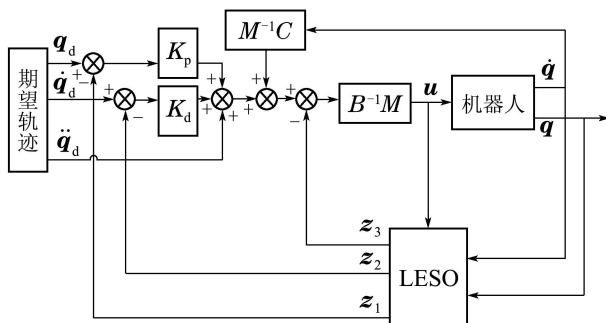 期望轨迹
q_d
q̇_d
q̈_d
+
−
+
−
K_p
K_d
+
+
+
M⁻¹C
+
+
+
−
B⁻¹M
u
机器人
q̇
q
z_3
z_2
z_1
LESO